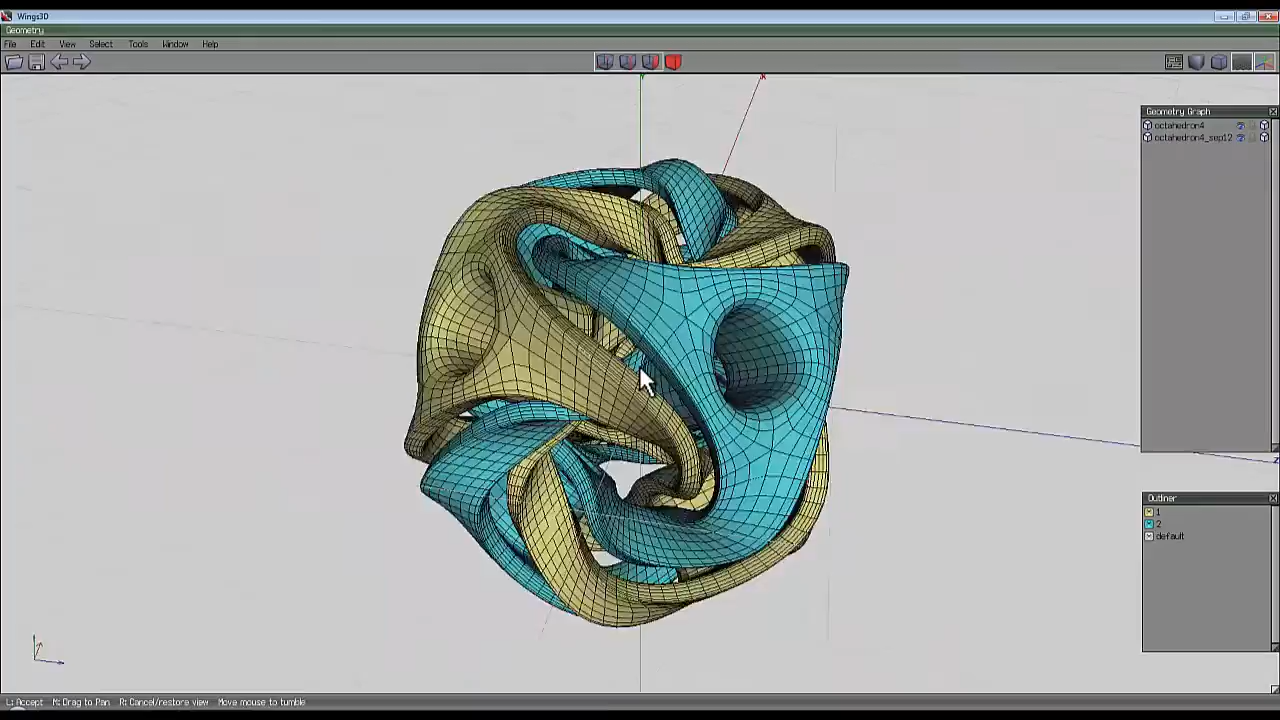 Wings3D
Geometry
File Edit View Select Tools Window Help
Geometry Graph
octahedron4
octahedron4_sep12
Outliner
1
2
default
Y
X
Z
L: Accept M: Drag to Pan R: Cancel/restore view Move mouse to tumble